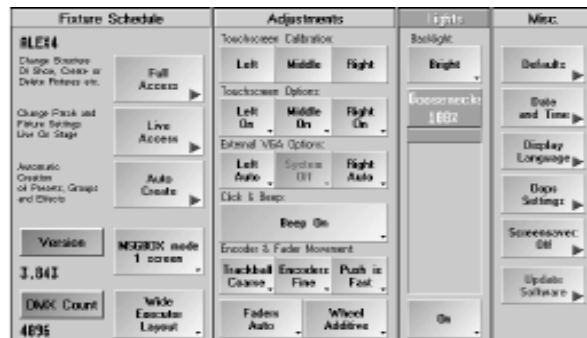 Fixture Schedule
ALEX4
Change Structure
Of Show, Create or
Delete Fixtures etc.
Full
Access
Change Patch and
Fixture Settings
Live On Stage
Live
Access
Automatic
Creation
of Presets, Groups
and Effects
Auto
Create
Version
3.843
MSGBOX mode
1 screen
DMX Count
4096
Wide
Executor
Layout
Adjustments
Touchscreen Calibration:
Left Middle Right
Touchscreen Options:
Left On
Middle On
Right On
External VGA Options:
Left Auto
System Off
Right Auto
Click & Beep:
Beep On
Encoder & Fader Movement
Trackball Coarse
Encoders Fine
Push is Fast
Faders Auto
Wheel Additive
Lights
Backlight:
Bright
Goosenecks
100%
On
Misc.
Defaults
Date
and Time
Display
Language
Oops
Settings
Screensaver
Off
Update
Software